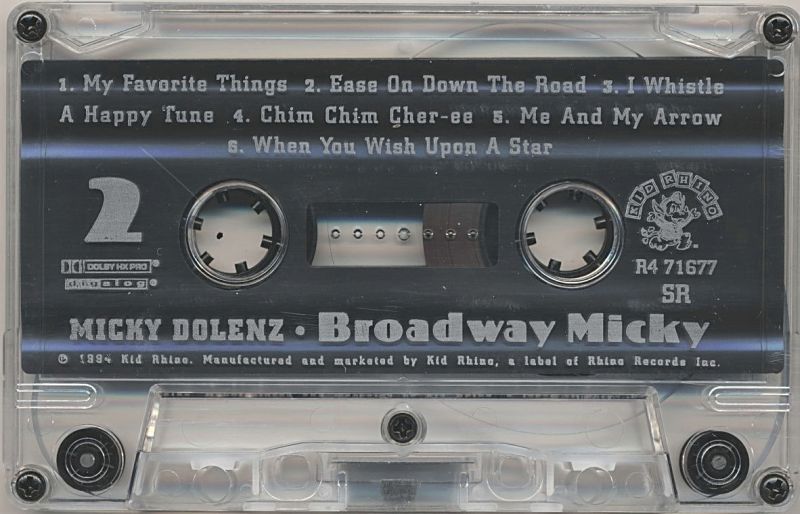 1. My Favorite Things 2. Ease On Down The Road 3. I Whistle
A Happy Tune 4. Chim Chim Cher-ee 5. Me And My Arrow
6. When You Wish Upon A Star
2
KID RHINO
DOLBY HX PRO
digalog
R4 71677
SR
MICKY DOLENZ • Broadway Micky
℗ 1994 Kid Rhino. Manufactured and marketed by Kid Rhino, a label of Rhino Records Inc.